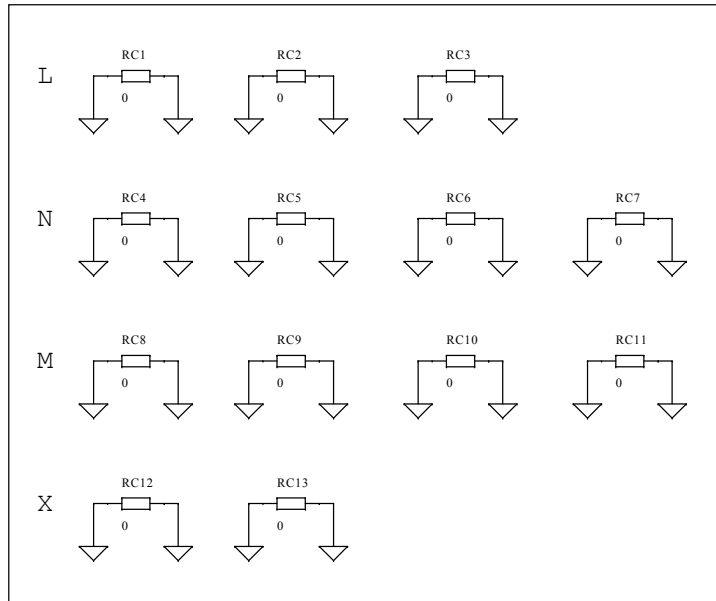 RC1 RC2 RC3
L
0 0 0
RC4 RC5 RC6 RC7
N
0 0 0 0
RC8 RC9 RC10 RC11
M
0 0 0 0
RC12 RC13
X
0 0